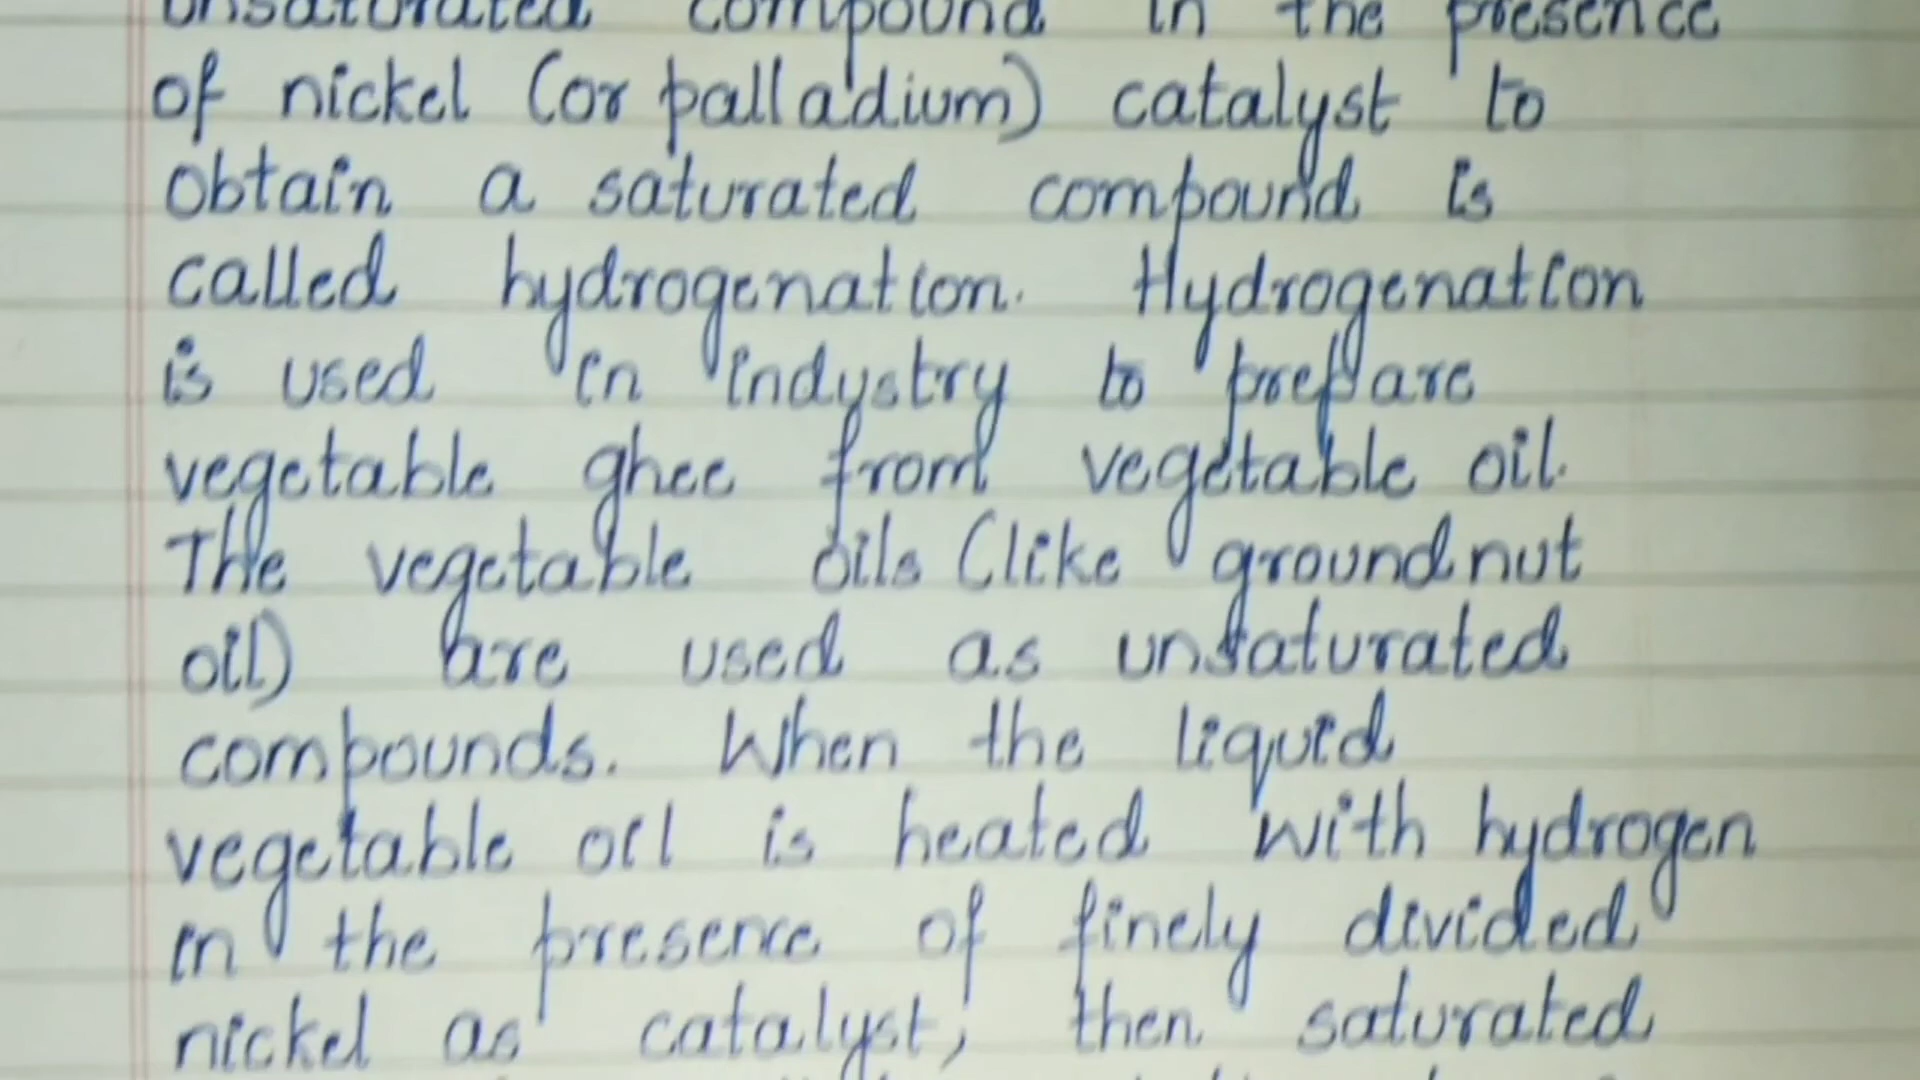 unsaturated compound in the presence
of nickel (or palladium) catalyst to
obtain a saturated compound is
called hydrogenation. Hydrogenation
is used in industry to prepare
vegetable ghee from vegetable oil.
The vegetable oils (like groundnut
oil) are used as unsaturated
compounds. When the liquid
vegetable oil is heated with hydrogen
in the presence of finely divided
nickel as catalyst, then saturated